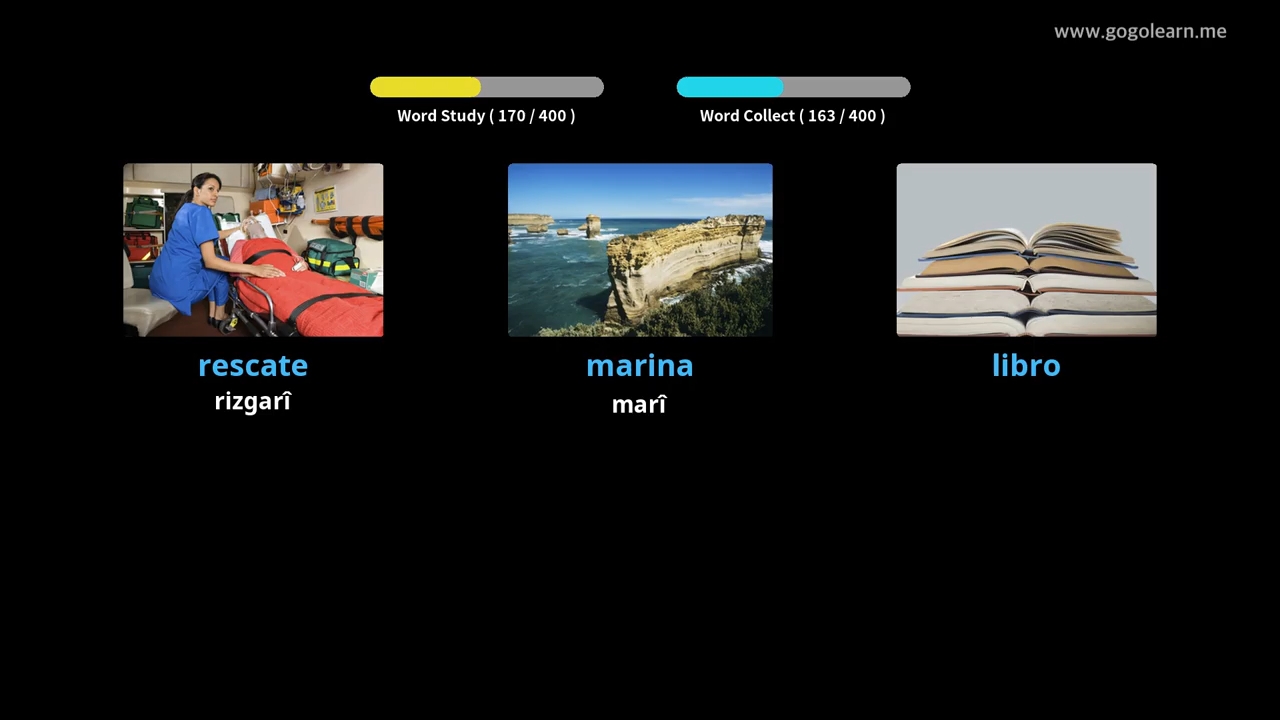 www.gogolearn.me
Word Study ( 170 / 400 )
Word Collect ( 163 / 400 )
rescate
rizgarî
marina
marî
libro